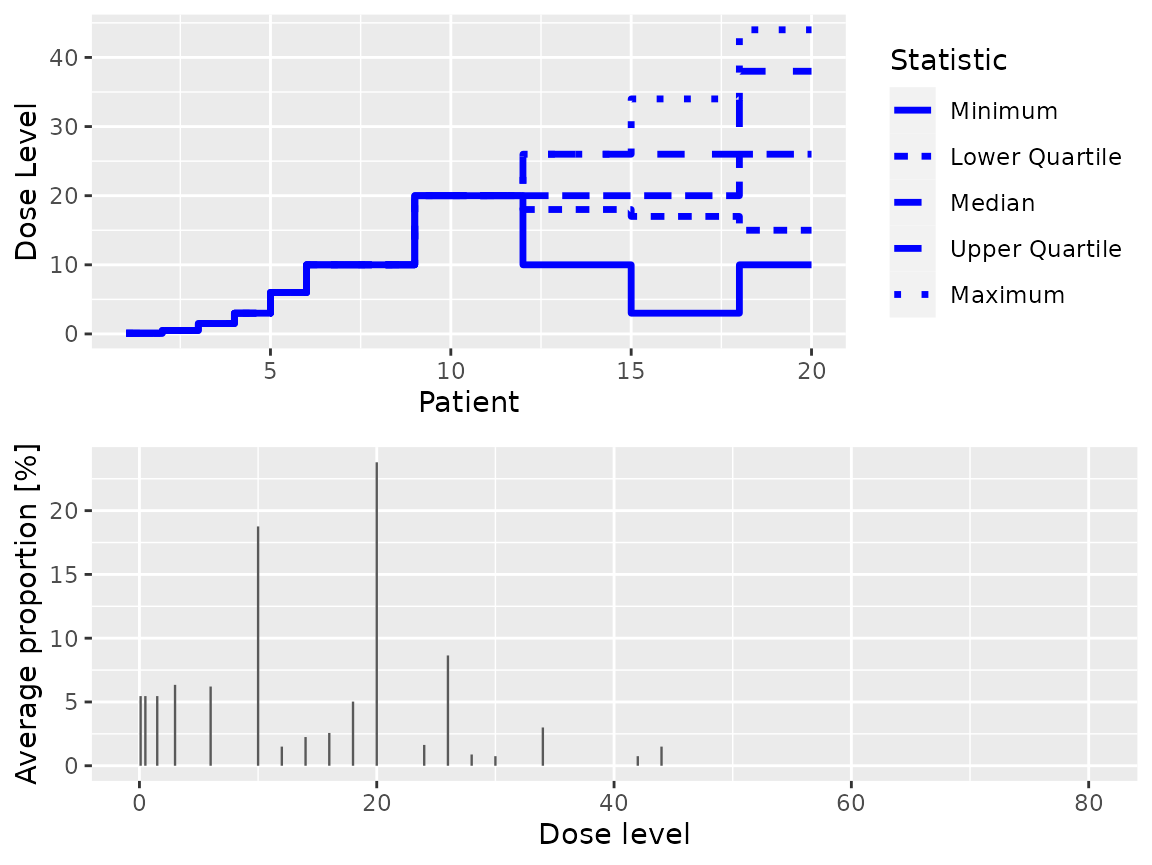 Dose Level
40
30
20
10
0
5
10
15
20
Patient
Statistic
Minimum
Lower Quartile
Median
Upper Quartile
Maximum
Average proportion [%]
20
15
10
5
0
0
20
40
60
80
Dose level